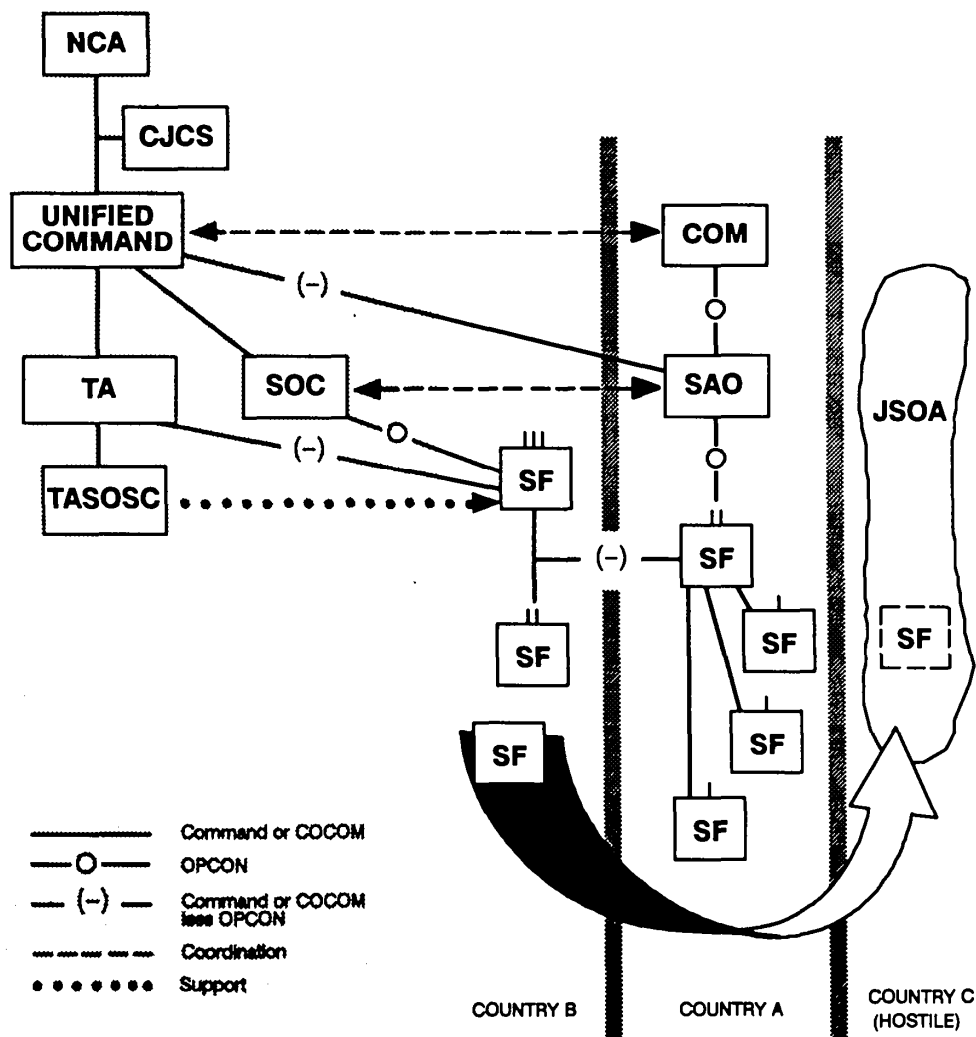 NCA
CJCS
UNIFIED
COMMAND
COM
(-)
TA
SOC
SAO
JSOA
(-)
SF
TASOSC
SF
(-)
SF
SF
SF
SF
SF
SF
Command or COCOM
OPCON
(-)
Command or COCOM
less OPCON
Coordination
Support
COUNTRY B
COUNTRY A
COUNTRY C
(HOSTILE)